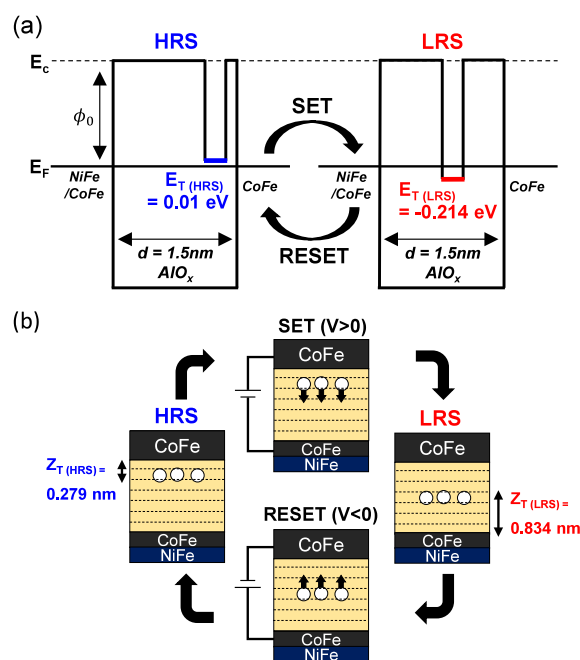 (a)
HRS
LRS
E_c
ϕ_0
SET
E_F
NiFe
/CoFe
E_T (HRS)
= 0.01 eV
CoFe
NiFe
/CoFe
E_T (LRS)
= -0.214 eV
CoFe
d = 1.5nm
AlO_x
RESET
d = 1.5nm
AlO_x
(b)
SET (V>0)
CoFe
CoFe
NiFe
HRS
CoFe
Z_T (HRS) =
0.279 nm
CoFe
NiFe
LRS
CoFe
Z_T (LRS) =
0.834 nm
CoFe
NiFe
RESET (V<0)
CoFe
CoFe
NiFe